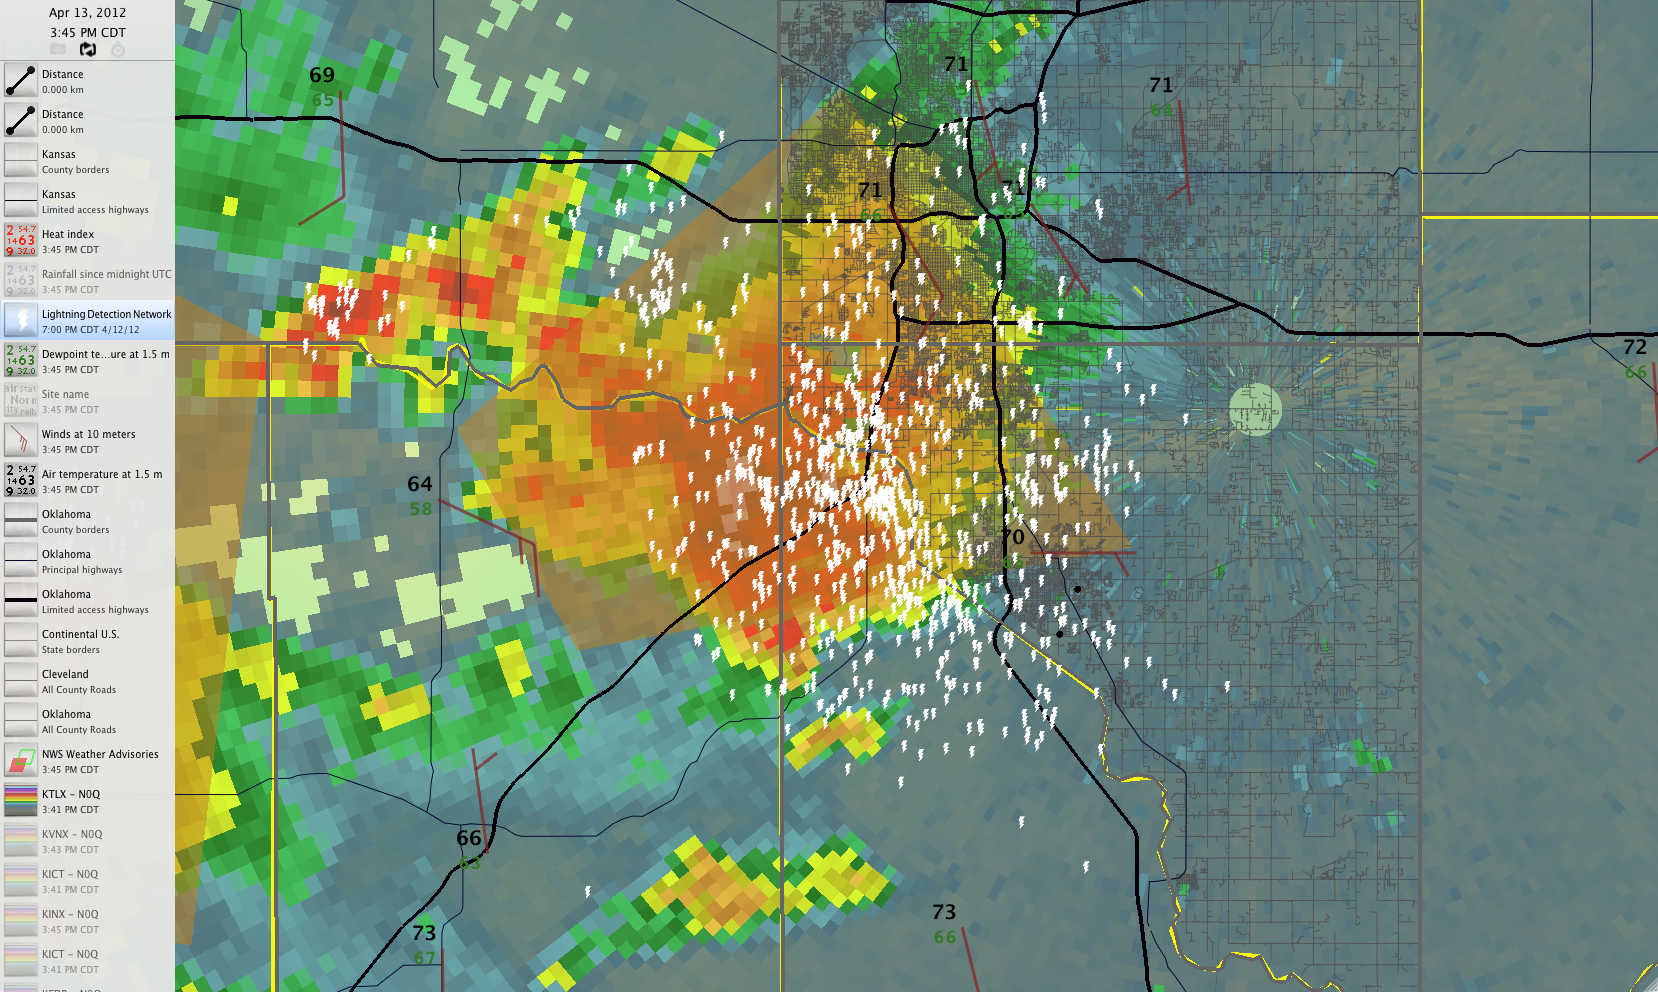 Apr 13, 2012
3:45 PM CDT
Distance
0.000 km
Distance
0.000 km
Kansas
County borders
Kansas
Limited access highways
Heat index
3:45 PM CDT
Rainfall since midnight UTC
3:45 PM CDT
Lightning Detection Network
7:00 PM CDT 4/12/12
Dewpoint te...ure at 1.5 m
3:45 PM CDT
Site name
3:45 PM CDT
Winds at 10 meters
3:45 PM CDT
Air temperature at 1.5 m
3:45 PM CDT
Oklahoma
County borders
Oklahoma
Principal highways
Oklahoma
Limited access highways
Continental U.S.
State borders
Cleveland
All County Roads
Oklahoma
All County Roads
NWS Weather Advisories
3:45 PM CDT
KTLX – N0Q
3:41 PM CDT
KVNX – N0Q
3:43 PM CDT
KICT – N0Q
3:41 PM CDT
KINX – N0Q
3:45 PM CDT
KICT – N0Q
3:41 PM CDT
69
65
71
71
71
66
71
72
66
64
58
70
66
63
73
67
73
66